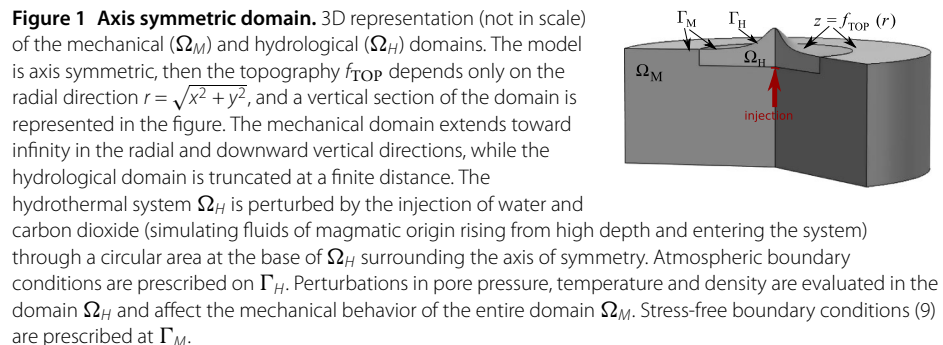 Figure 1 Axis symmetric domain. 3D representation (not in scale)
of the mechanical (Ω_M) and hydrological (Ω_H) domains. The model
is axis symmetric, then the topography f_TOP depends only on the
radial direction r = √x² + y², and a vertical section of the domain is
represented in the figure. The mechanical domain extends toward
infinity in the radial and downward vertical directions, while the
hydrological domain is truncated at a finite distance. The
hydrothermal system Ω_H is perturbed by the injection of water and
carbon dioxide (simulating fluids of magmatic origin rising from high depth and entering the system)
through a circular area at the base of Ω_H surrounding the axis of symmetry. Atmospheric boundary
conditions are prescribed on Γ_H. Perturbations in pore pressure, temperature and density are evaluated in the
domain Ω_H and affect the mechanical behavior of the entire domain Ω_M. Stress-free boundary conditions (9)
are prescribed at Γ_M.
Γ_M Γ_H z = f_TOP (r)
Ω_H
Ω_M
injection